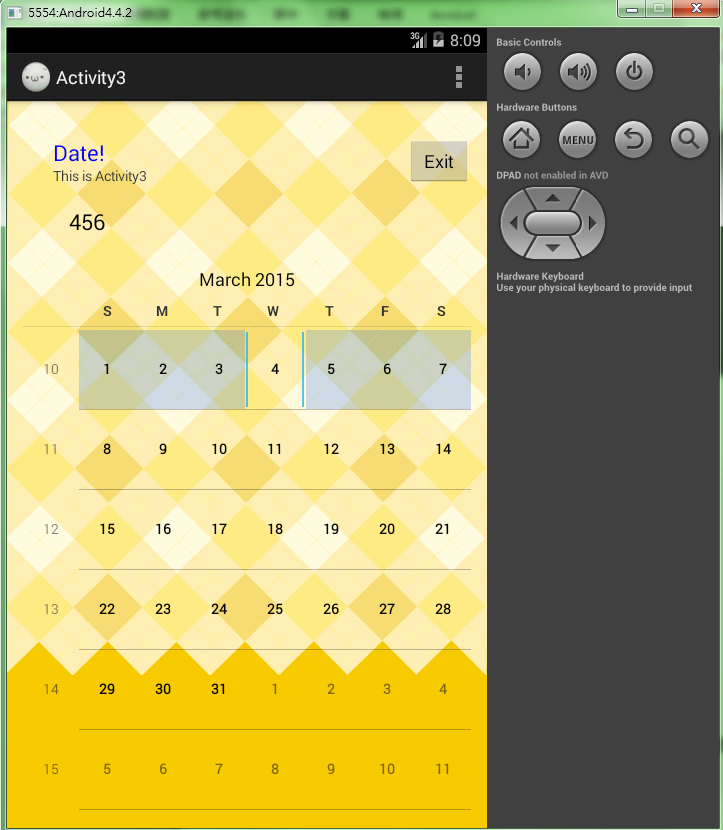 5554:Android4.4.2
3G 8:09
Activity3
Date!
This is Activity3
Exit
456
March 2015
S M T W T F S
10 1 2 3 4 5 6 7
11 8 9 10 11 12 13 14
12 15 16 17 18 19 20 21
13 22 23 24 25 26 27 28
14 29 30 31 1 2 3 4
15 5 6 7 8 9 10 11
Basic Controls
Hardware Buttons
MENU
DPAD not enabled in AVD
Hardware Keyboard
Use your physical keyboard to provide input